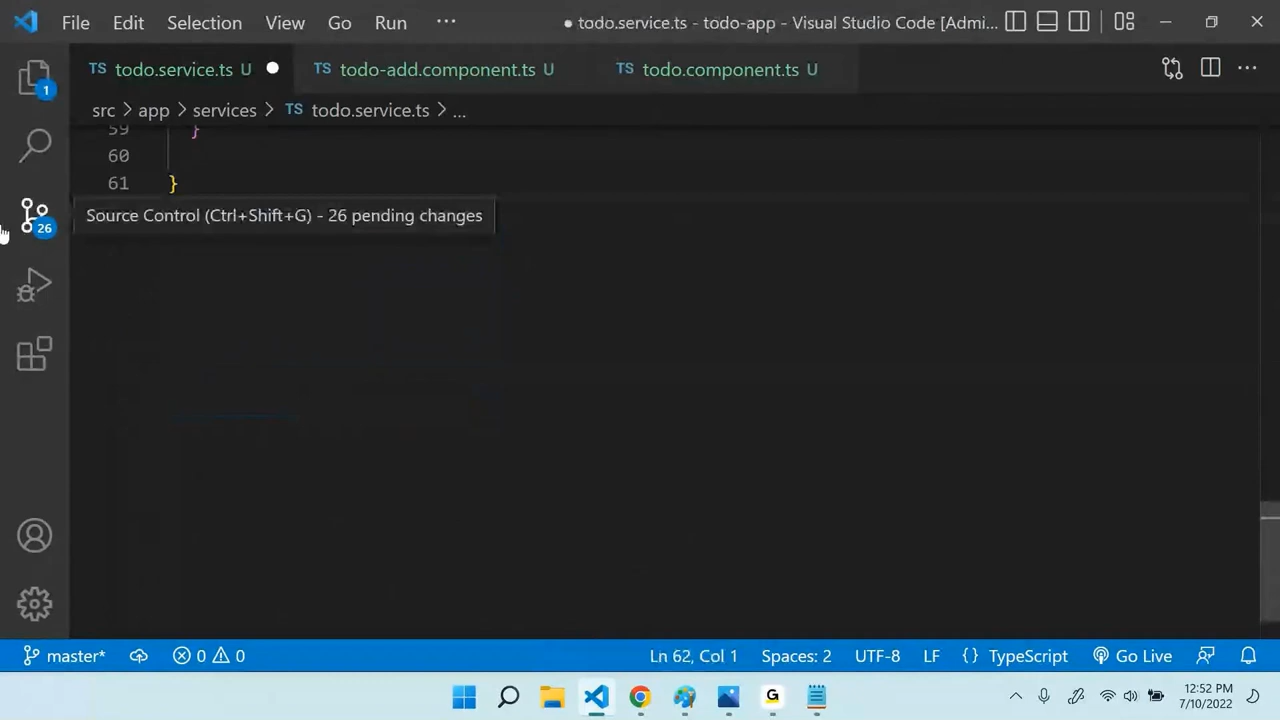 File Edit Selection View Go Run ··· ● todo.service.ts - todo-app - Visual Studio Code [Admi...
TS todo.service.ts U ● TS todo-add.component.ts U TS todo.component.ts U
1
src > app > services > TS todo.service.ts > ...
59 }
60
61 }
Source Control (Ctrl+Shift+G) - 26 pending changes
26
master* 0 0 Ln 62, Col 1 Spaces: 2 UTF-8 LF {} TypeScript Go Live
G 12:52 PM
7/10/2022